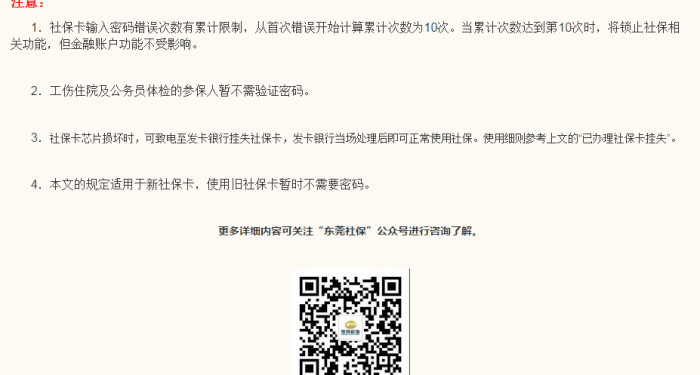 注意：
1．社保卡输入密码错误次数有累计限制，从首次错误开始计算累计次数为10次。当累计次数达到第10次时，将锁止社保相
关功能，但金融账户功能不受影响。
2．工伤住院及公务员体检的参保人暂不需验证密码。
3．社保卡芯片损坏时，可致电至发卡银行挂失社保卡，发卡银行当场处理后即可正常使用社保。使用细则参考上文的“已办理社保卡挂失”。
4．本文的规定适用于新社保卡，使用旧社保卡暂时不需要密码。
更多详细内容可关注“东莞社保”公众号进行咨询了解。